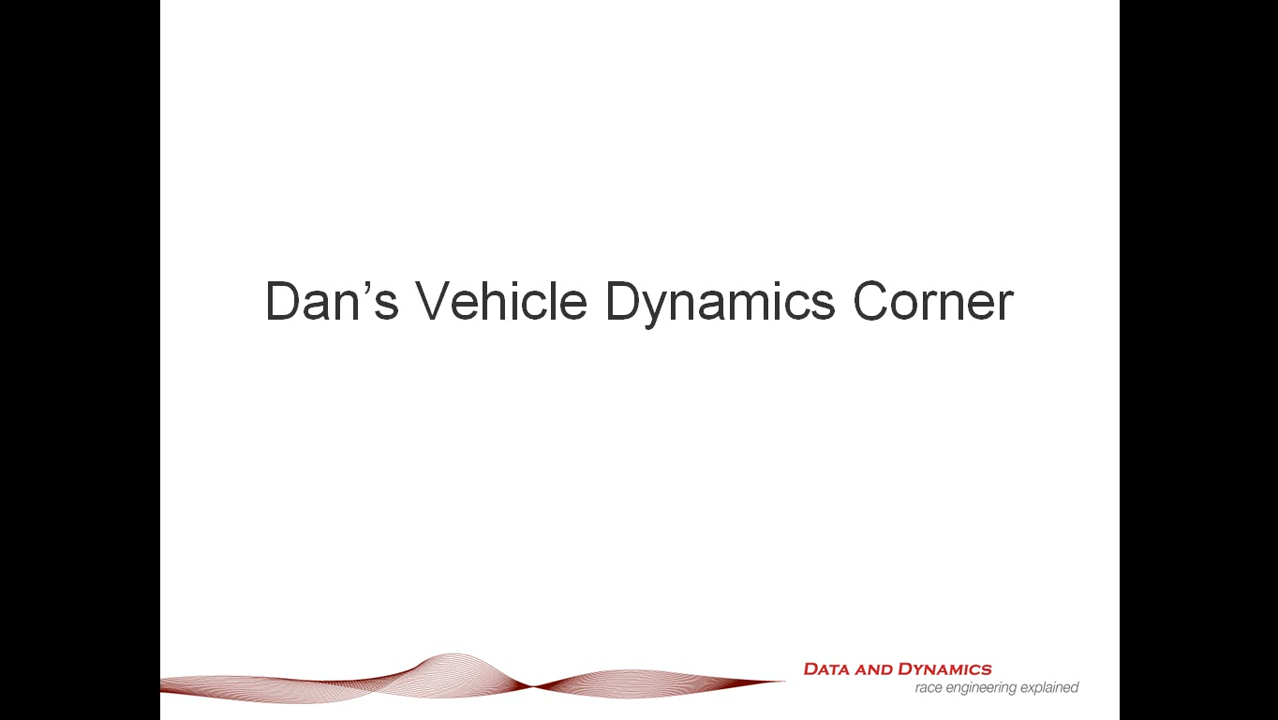 Dan’s Vehicle Dynamics Corner
DATA AND DYNAMICS
race engineering explained